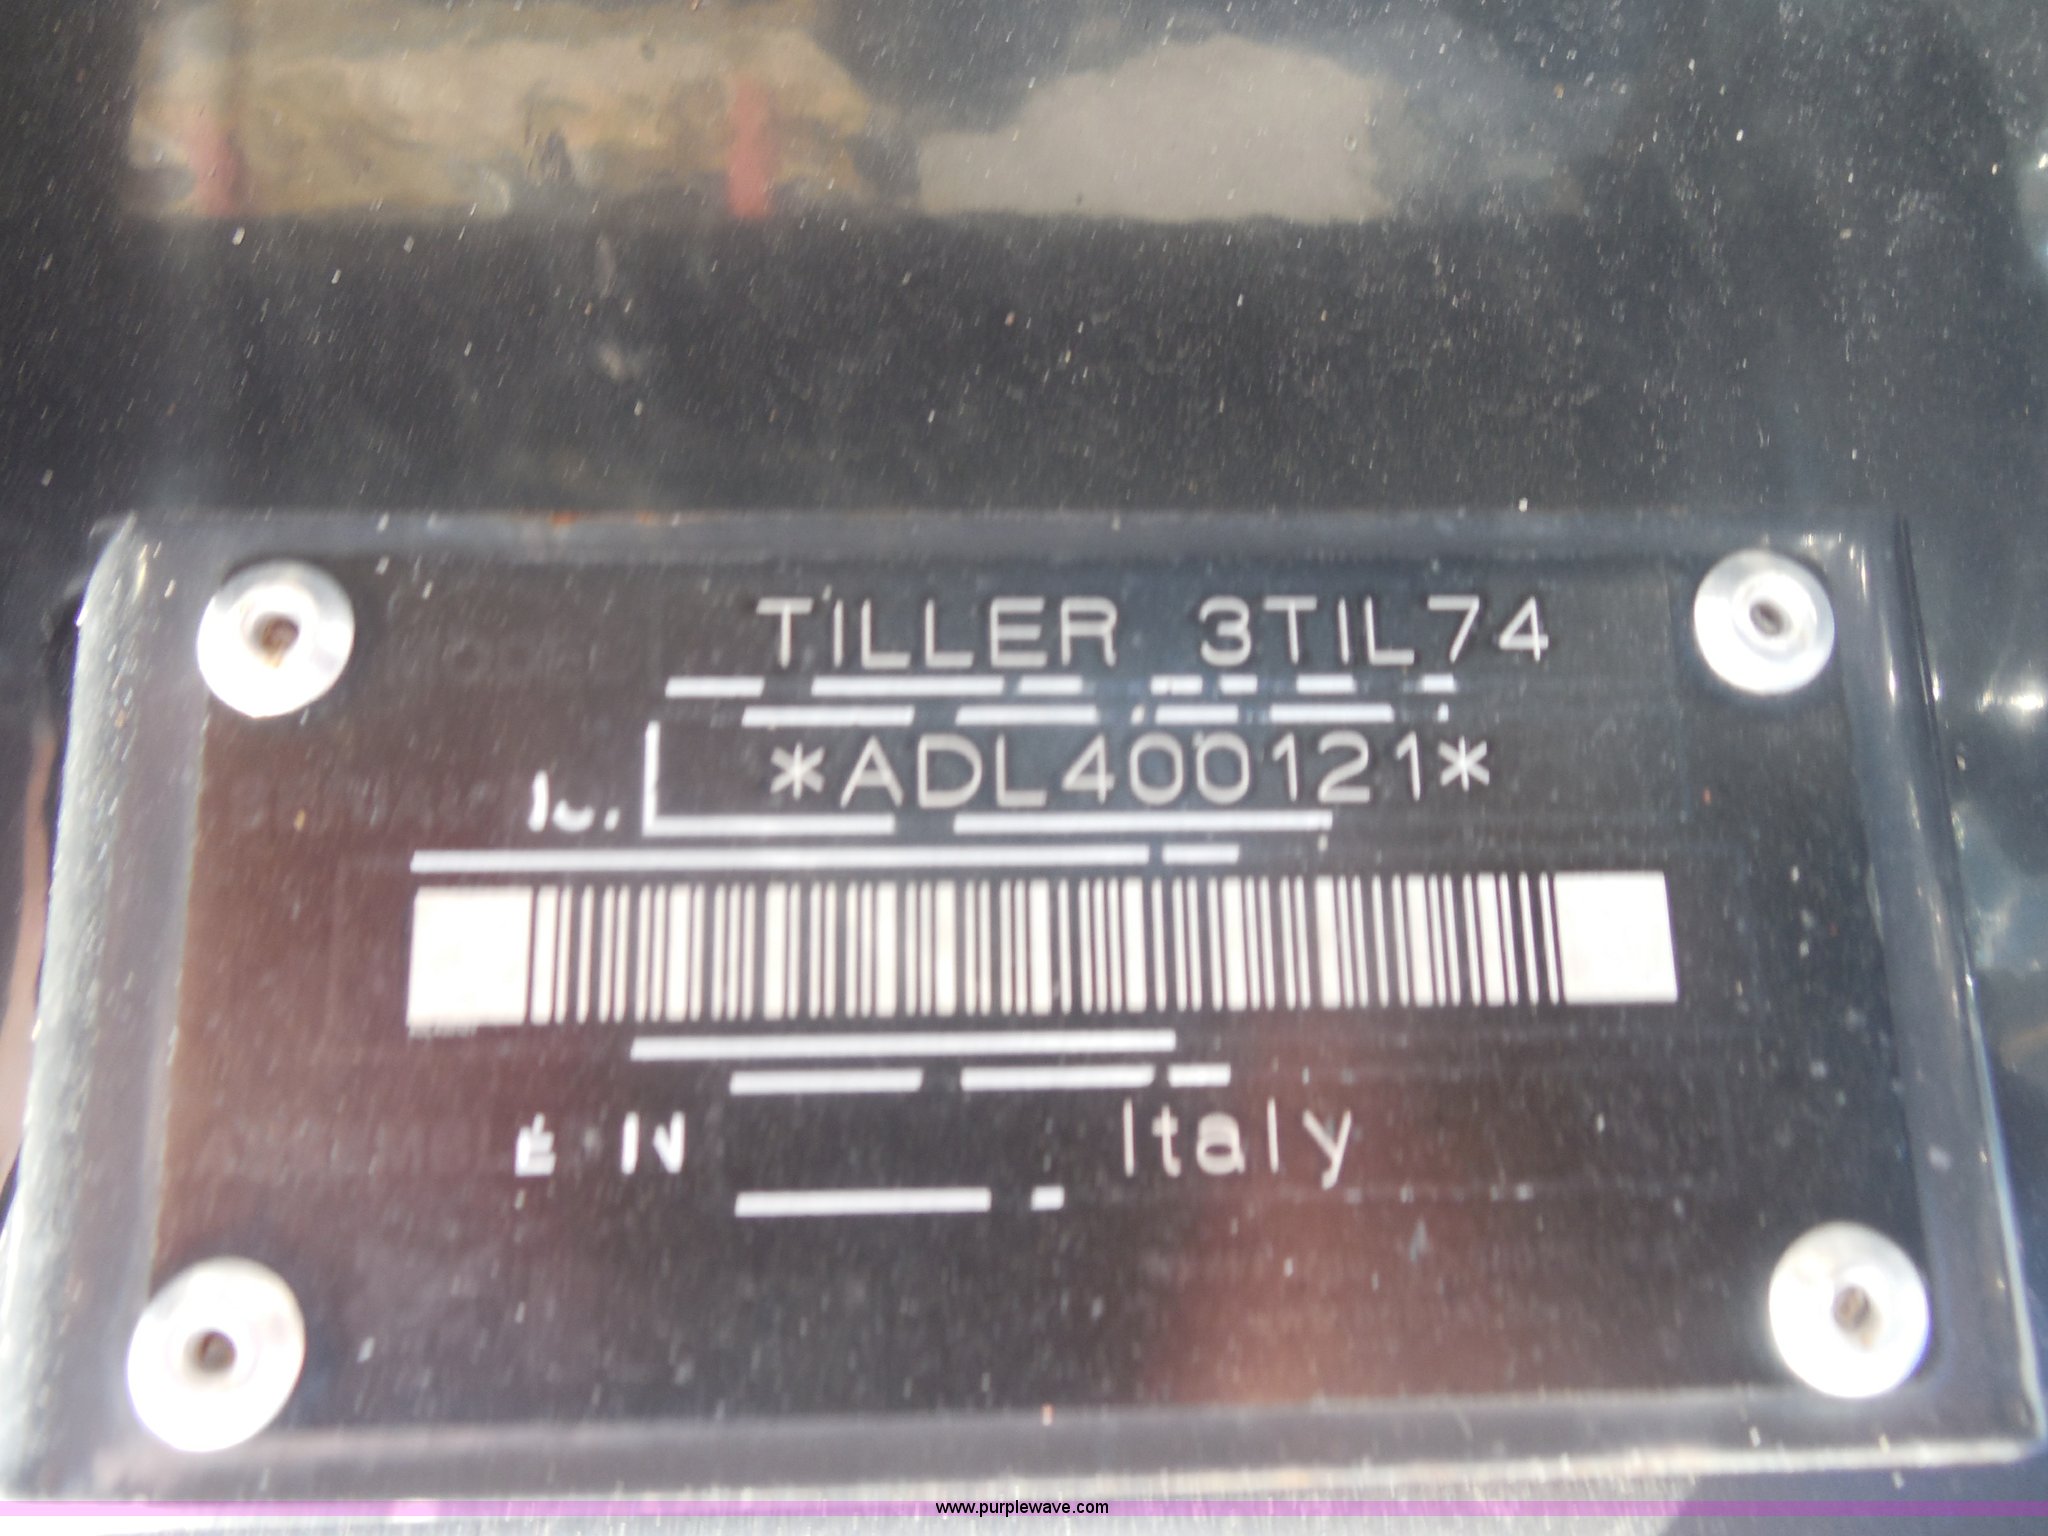 TILLER 3TIL74
*ADL400121*
Italy
www.purplewave.com